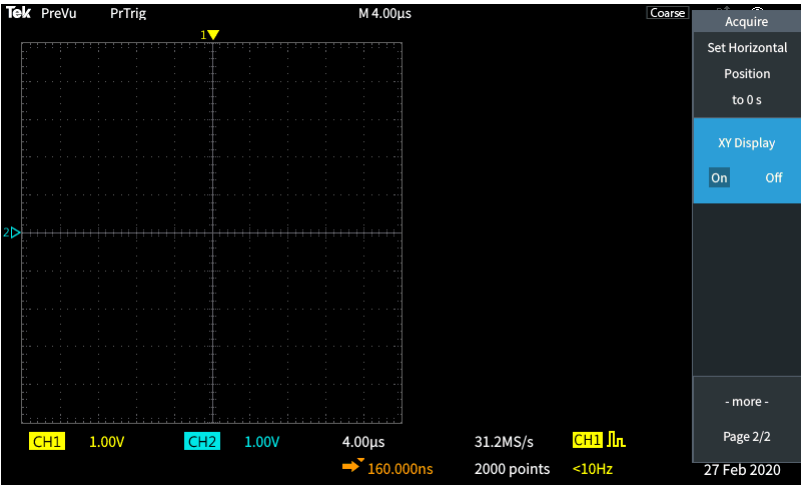 Tek PreVu PrTrig M 4.00µs Coarse
Acquire
Set Horizontal
Position
to 0 s
XY Display
On Off
1
2
- more -
Page 2/2
CH1 1.00V CH2 1.00V 4.00µs 31.2MS/s CH1
160.000ns 2000 points <10Hz 27 Feb 2020